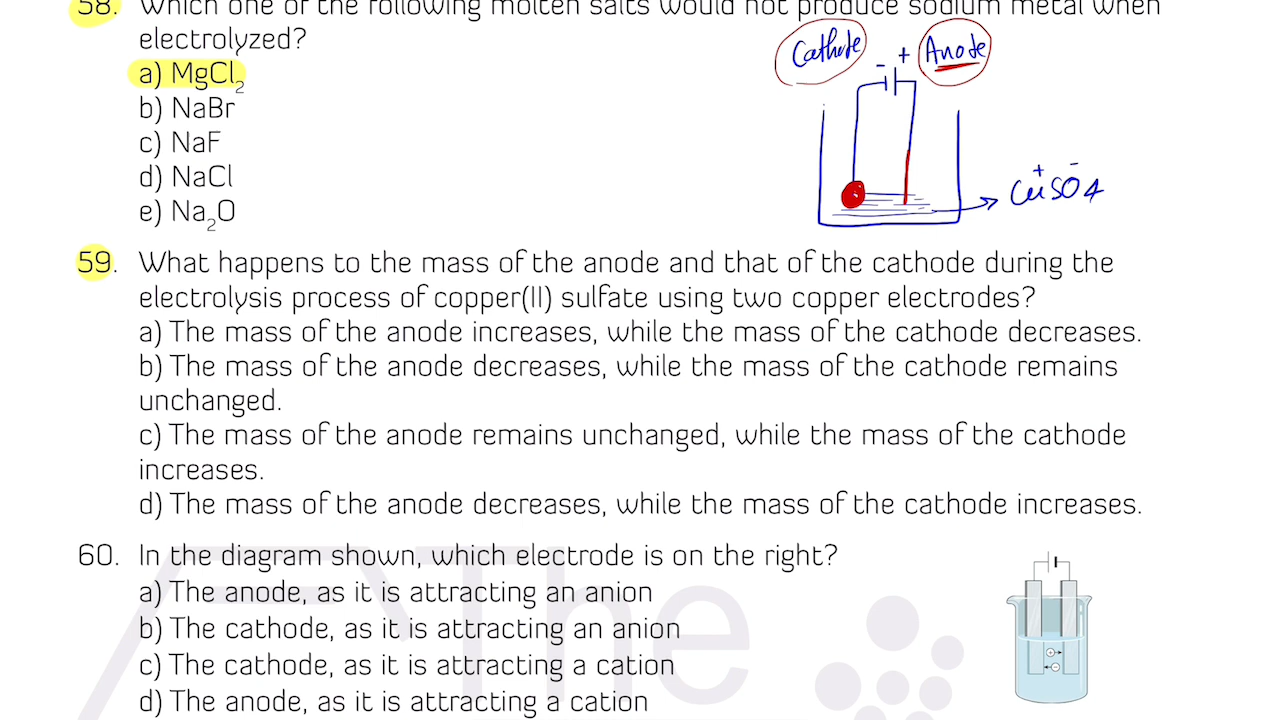 58. Which one of the following molten salts would not produce sodium metal when
electrolyzed?
a) MgCl₂
b) NaBr
c) NaF
d) NaCl
e) Na₂O
Cathode - + Anode
Cu⁺SO₄⁻
59. What happens to the mass of the anode and that of the cathode during the
electrolysis process of copper(II) sulfate using two copper electrodes?
a) The mass of the anode increases, while the mass of the cathode decreases.
b) The mass of the anode decreases, while the mass of the cathode remains
unchanged.
c) The mass of the anode remains unchanged, while the mass of the cathode
increases.
d) The mass of the anode decreases, while the mass of the cathode increases.
60. In the diagram shown, which electrode is on the right?
a) The anode, as it is attracting an anion
b) The cathode, as it is attracting an anion
c) The cathode, as it is attracting a cation
d) The anode, as it is attracting a cation
+
-
The